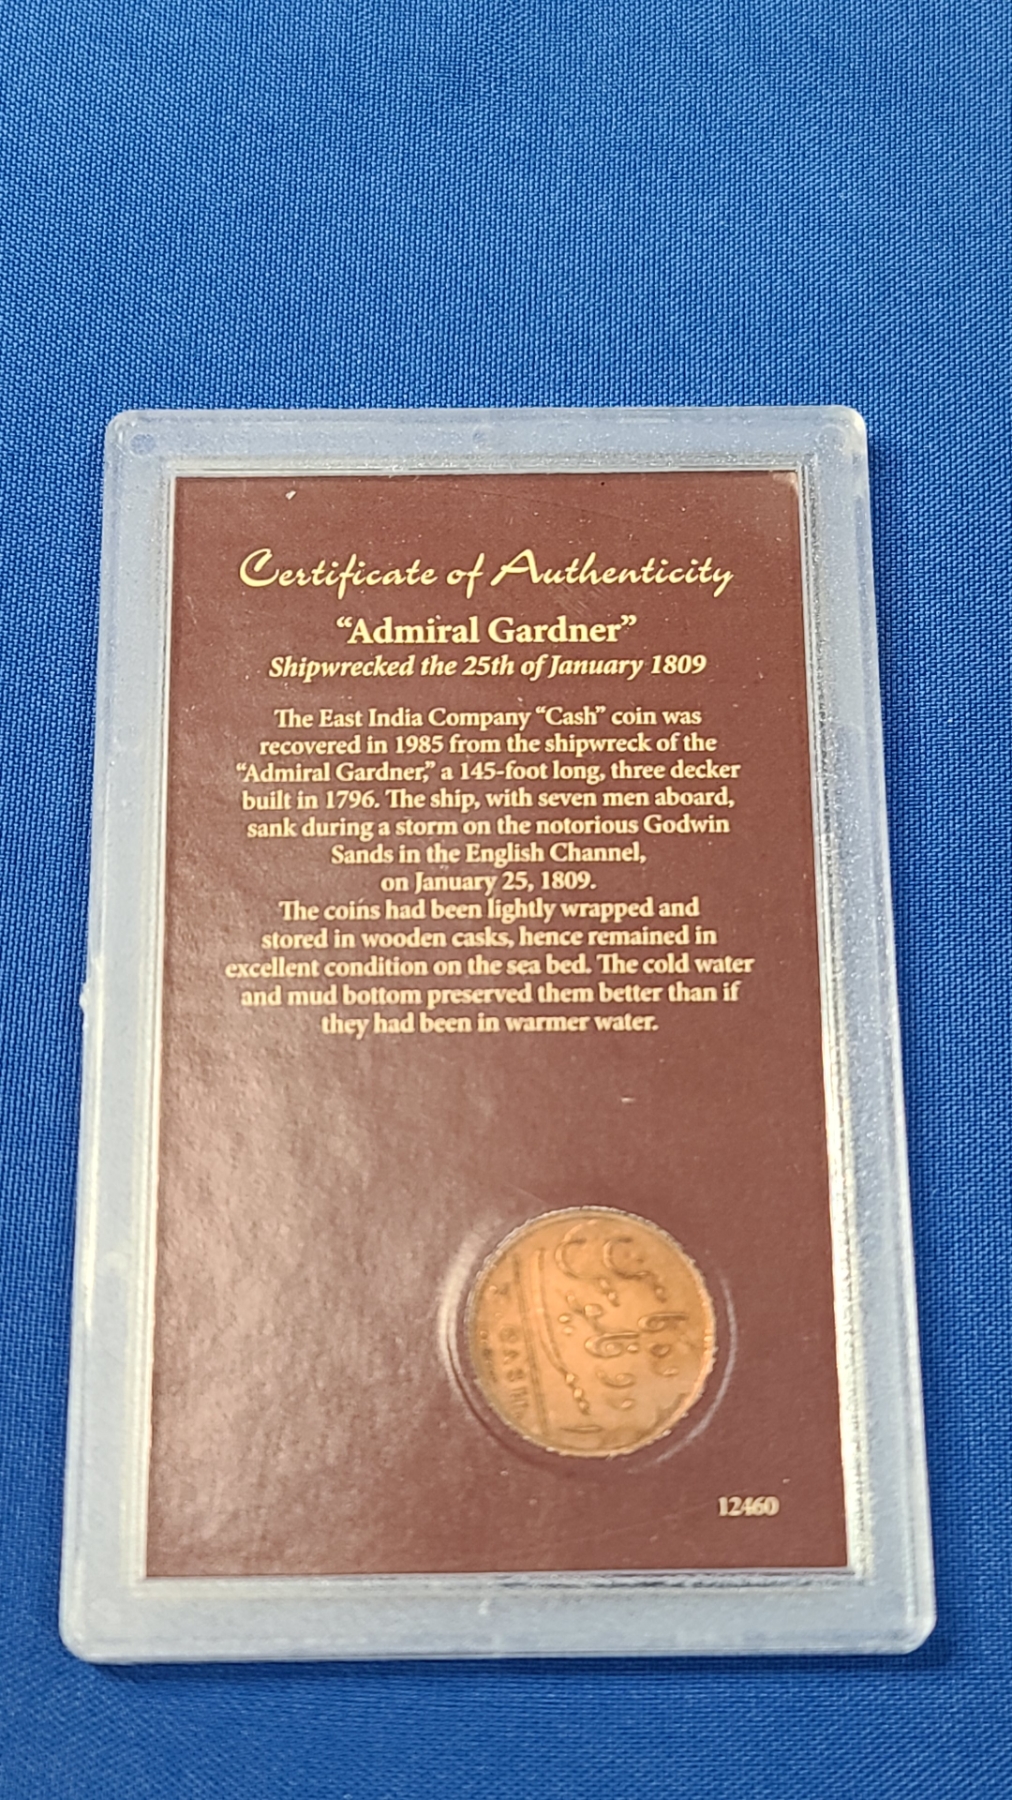 Certificate of Authenticity
“Admiral Gardner”
Shipwrecked the 25th of January 1809
The East India Company “Cash” coin was
recovered in 1985 from the shipwreck of the
“Admiral Gardner,” a 145-foot long, three decker
built in 1796. The ship, with seven men aboard,
sank during a storm on the notorious Godwin
Sands in the English Channel,
on January 25, 1809.
The coins had been lightly wrapped and
stored in wooden casks, hence remained in
excellent condition on the sea bed. The cold water
and mud bottom preserved them better than if
they had been in warmer water.
CASH
12460